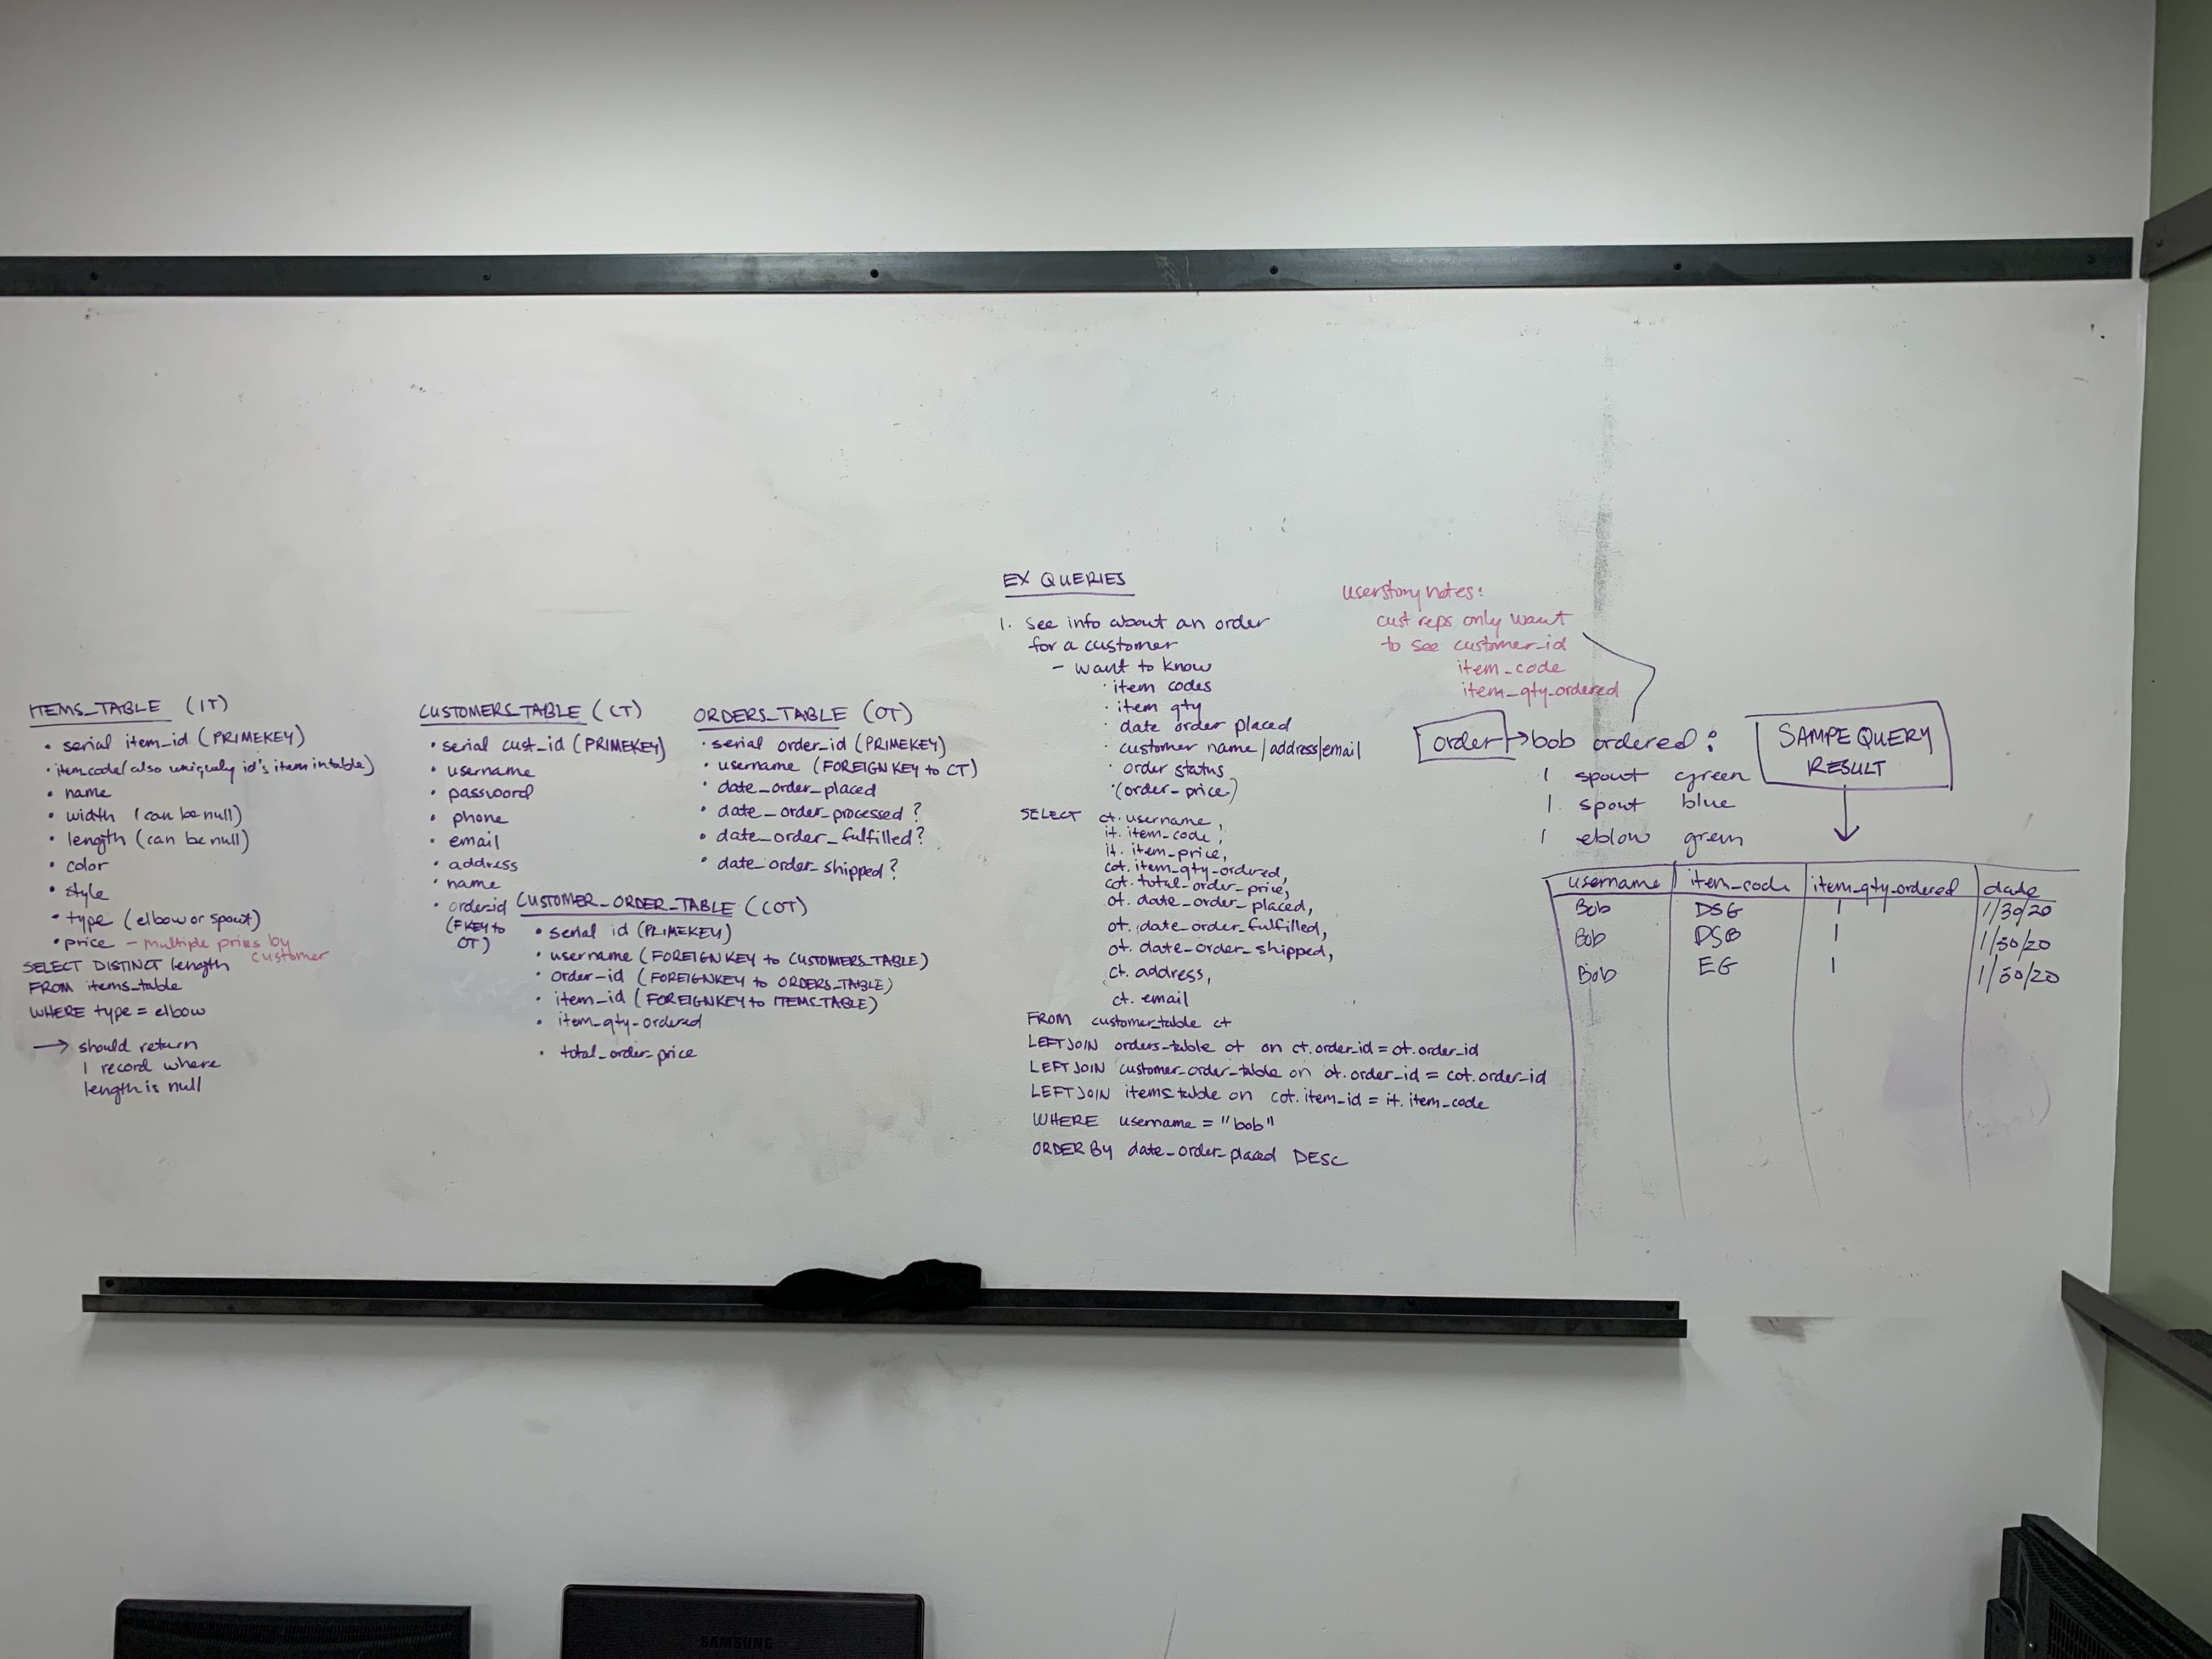 ITEMS_TABLE (IT)
• serial item_id (PRIMEKEY)
• item code (also uniquely id's item in table)
• name
• width (can be null)
• length (can be null)
• color
• style
• type (elbow or spout)
• price - multiple prices by customer
SELECT DISTINCT length
FROM items_table
WHERE type = elbow
→ should return
1 record where
length is null
CUSTOMERS_TABLE (CT)
• serial cust_id (PRIMEKEY)
• username
• password
• phone
• email
• address
• name
• orderid
(FKEY to
OT)
ORDERS_TABLE (OT)
• serial order_id (PRIMEKEY)
• username (FOREIGN KEY to CT)
• date_order_placed
• date_order_processed?
• date_order_fulfilled?
• date_order_shipped?
CUSTOMER_ORDER_TABLE (COT)
• serial id (PRIMEKEY)
• username (FOREIGNKEY to CUSTOMERS_TABLE)
• order_id (FOREIGNKEY to ORDERS_TABLE)
• item_id (FOREIGNKEY to ITEMS_TABLE)
• item_qty_ordered
• total_order_price
EX QUERIES
1. see info about an order
for a customer
- want to know
• item codes
• item qty
• date order placed
• customer name/address/email
• order status
• (order_price)
SELECT ct.username,
it.item_code,
it.item_price,
cot.item_qty_ordered,
cot.total_order_price,
ot.date_order_placed,
ot.date_order_fulfilled,
ot.date_order_shipped,
ct.address,
ct.email
FROM customer_table ct
LEFT JOIN orders_table ot on ct.order_id = ot.order_id
LEFT JOIN customer_order_table on ot.order_id = cot.order_id
LEFT JOIN items_table on cot.item_id = it.item_code
WHERE username = "bob"
ORDER BY date_order_placed DESC
userstory notes:
cust reps only want
to see customer_id
item_code
item_qty_ordered
order → bob ordered:
1 spout green
1 spout blue
1 eblow green
SAMPE QUERY
RESULT
username item_code item_qty_ordered date
Bob DSG 1 1/30/20
Bob DSB 1 1/30/20
Bob EG 1 1/30/20
SAMSUNG